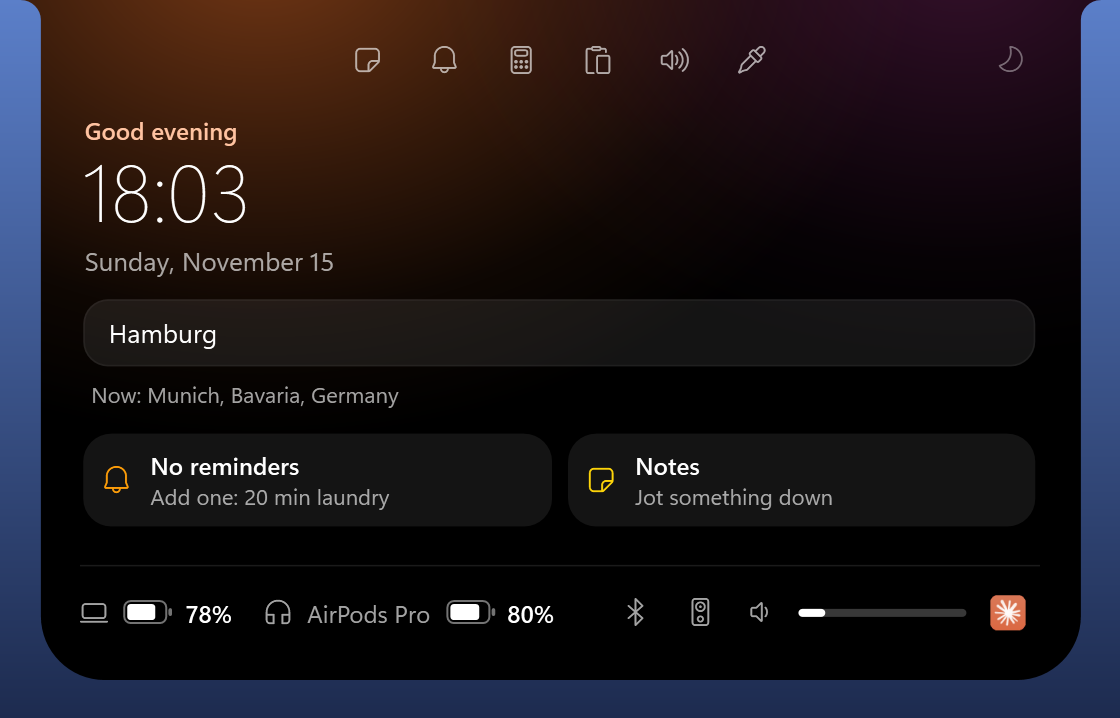 Good evening
18:03
Sunday, November 15
Hamburg
Now: Munich, Bavaria, Germany
No reminders
Add one: 20 min laundry
Notes
Jot something down
78%
AirPods Pro
80%